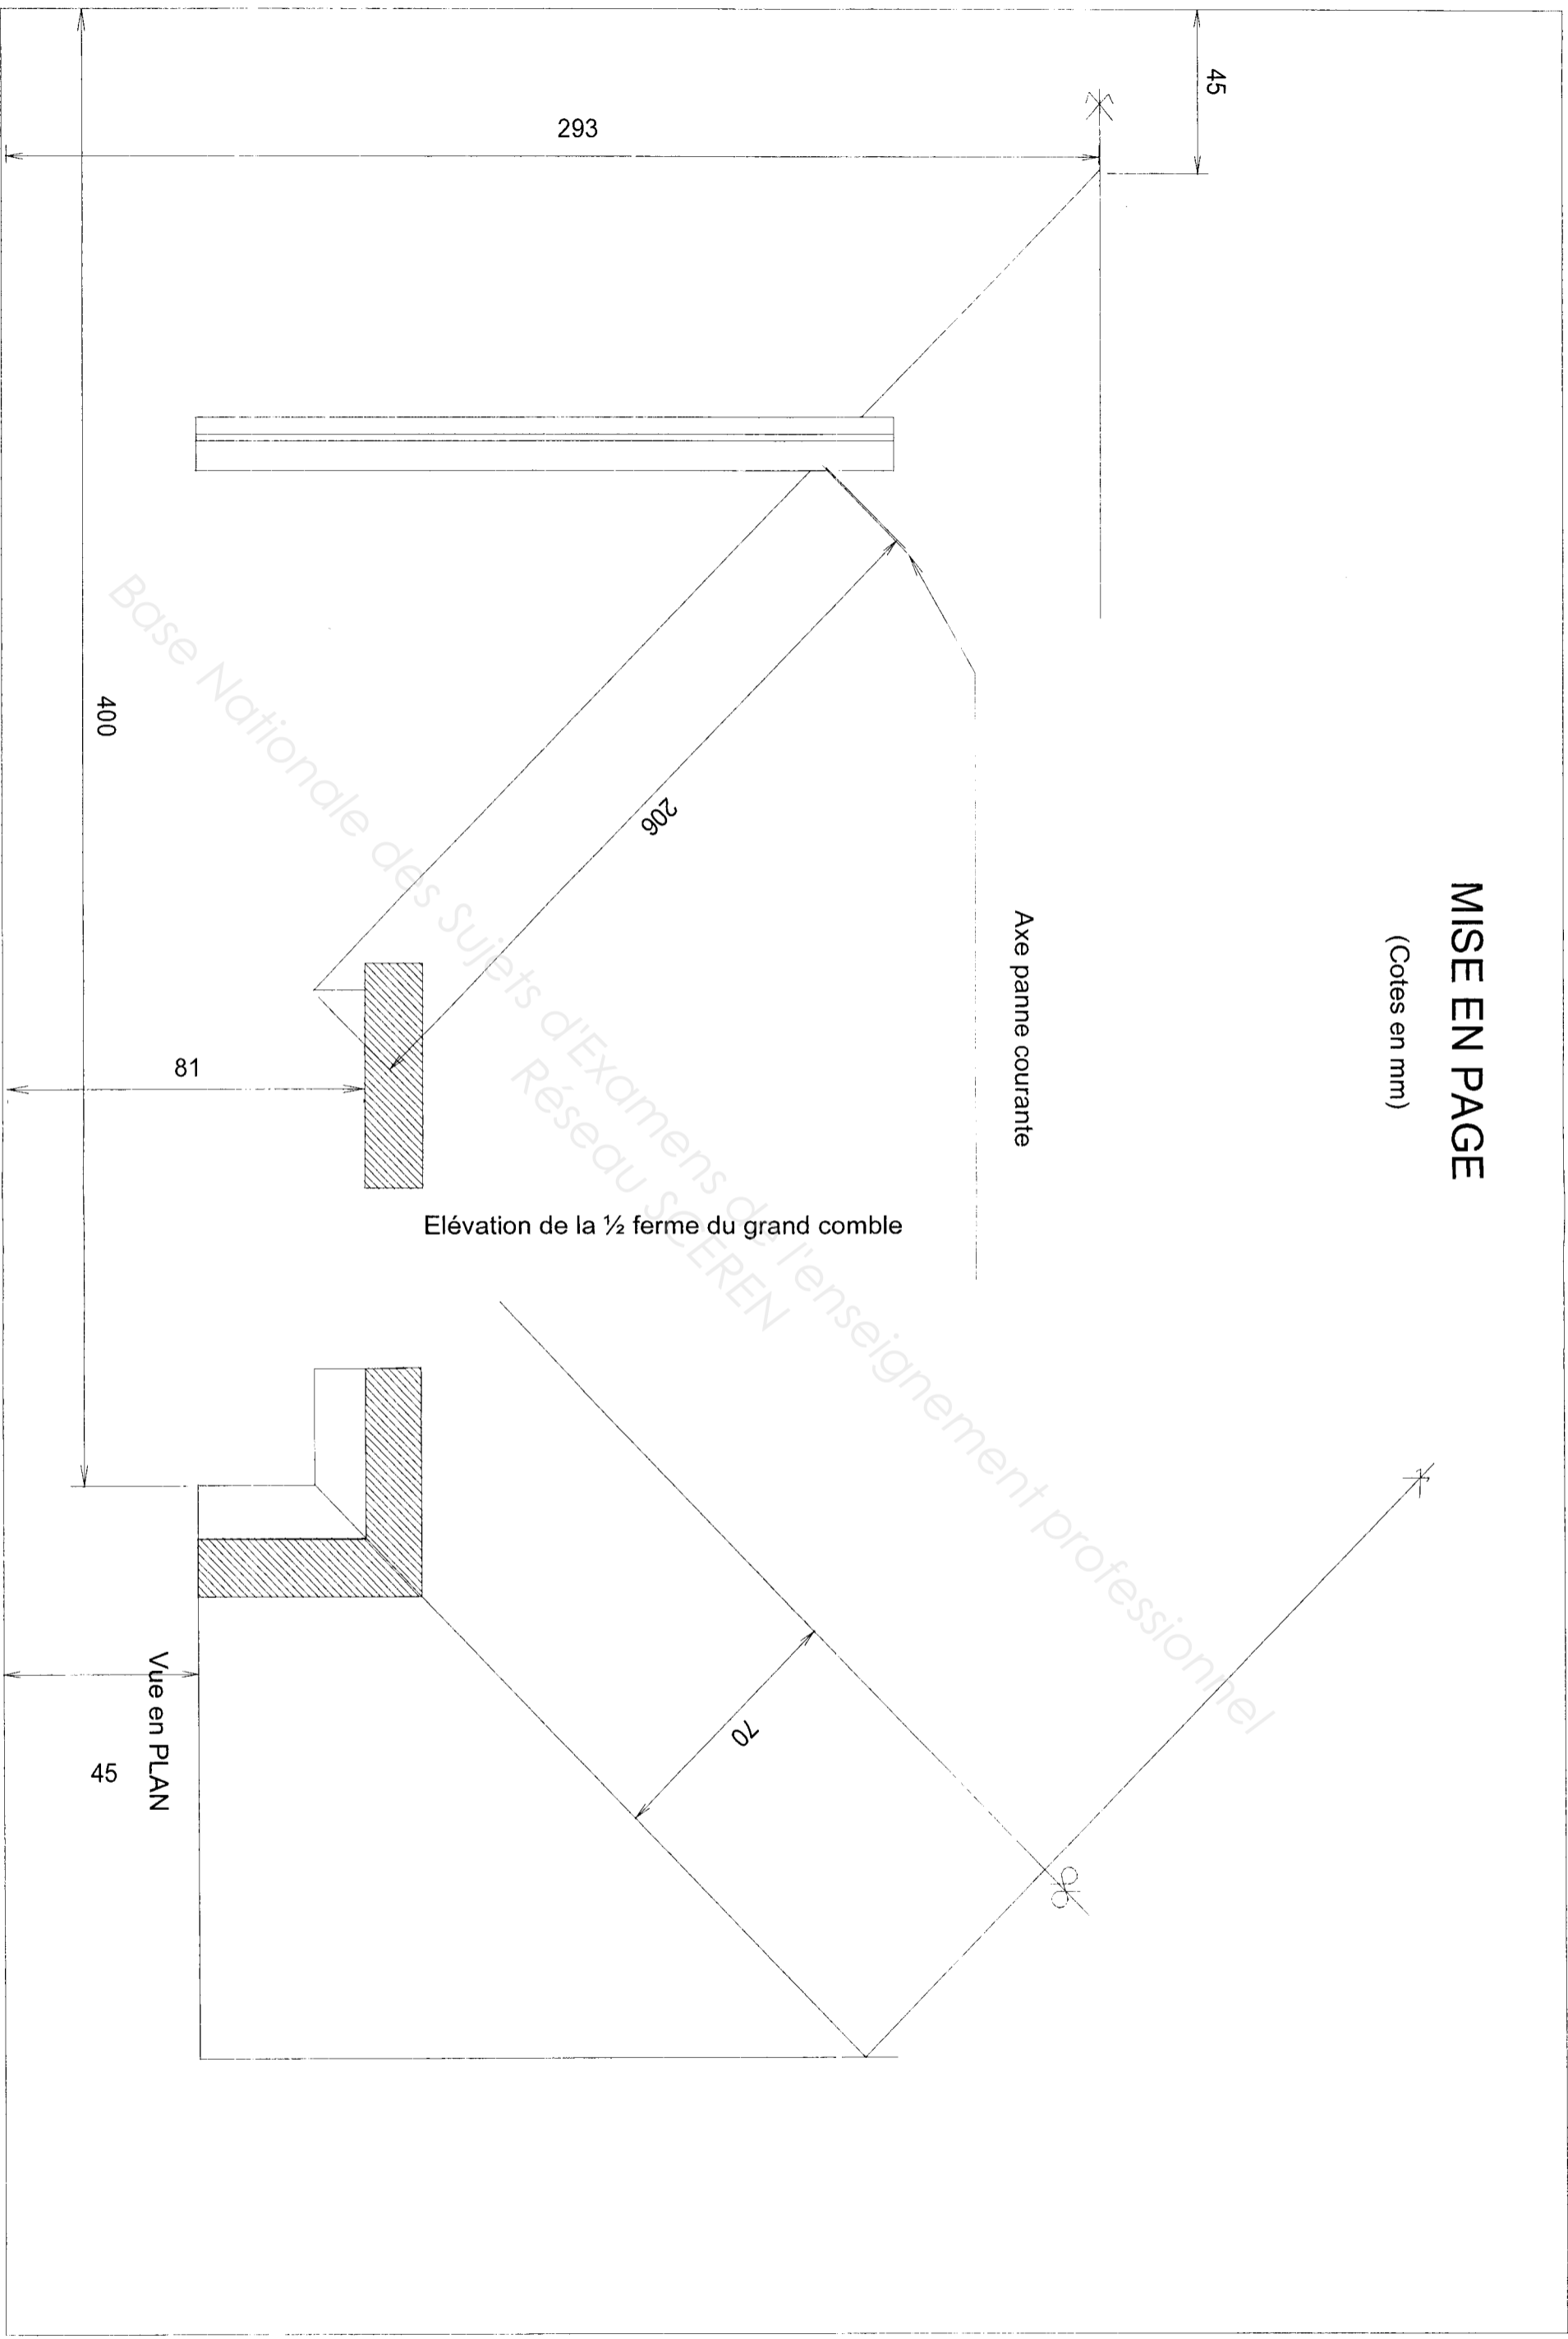 MISE EN PAGE
(Cotes en mm)
45
293
Axe panne courante
206
400
81
Elévation de la ½ ferme du grand comble
70
Vue en PLAN
45
Base Nationale des Sujets d'Examens de l'enseignement professionnel
Réseau SCEREN